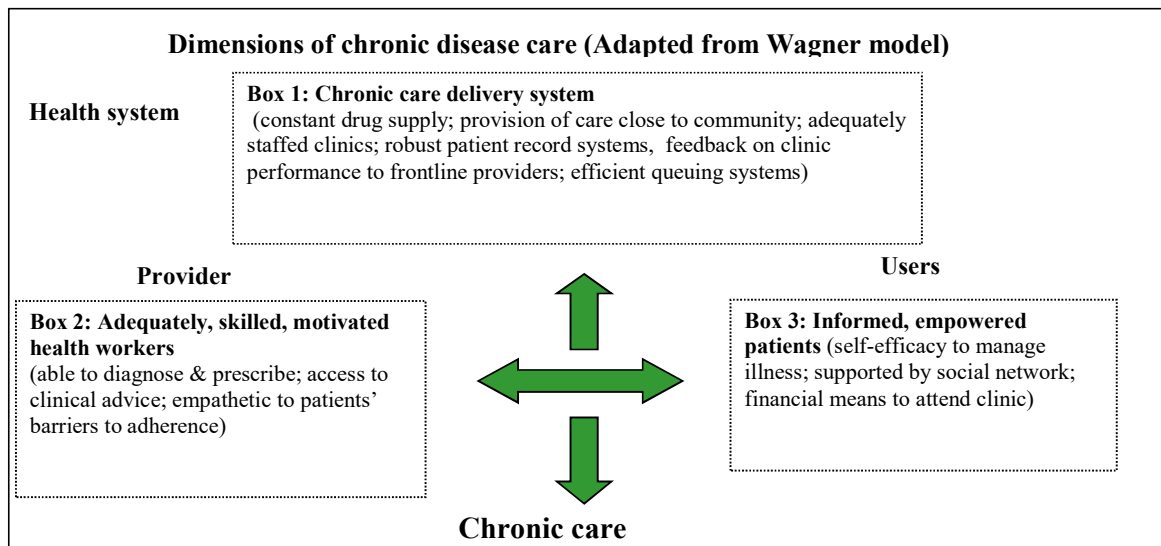 Dimensions of chronic disease care (Adapted from Wagner model)
Health system
Box 1: Chronic care delivery system
(constant drug supply; provision of care close to community; adequately
staffed clinics; robust patient record systems, feedback on clinic
performance to frontline providers; efficient queuing systems)
Provider
Users
Box 2: Adequately, skilled, motivated
health workers
(able to diagnose & prescribe; access to
clinical advice; empathetic to patients'
barriers to adherence)
Box 3: Informed, empowered
patients (self-efficacy to manage
illness; supported by social network;
financial means to attend clinic)
Chronic care